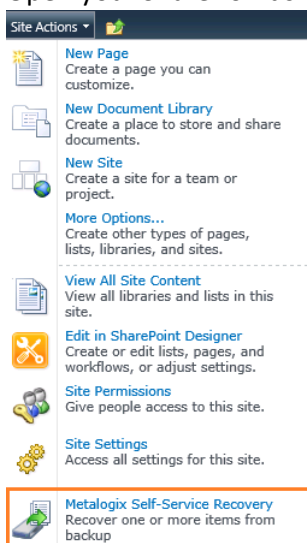 Site Actions
New Page
Create a page you can
customize.
New Document Library
Create a place to store and share
documents.
New Site
Create a site for a team or
project.
More Options...
Create other types of pages,
lists, libraries, and sites.
View All Site Content
View all libraries and lists in this
site.
Edit in SharePoint Designer
Create or edit lists, pages, and
workflows, or adjust settings.
Site Permissions
Give people access to this site.
Site Settings
Access all settings for this site.
Metalogix Self-Service Recovery
Recover one or more items from
backup